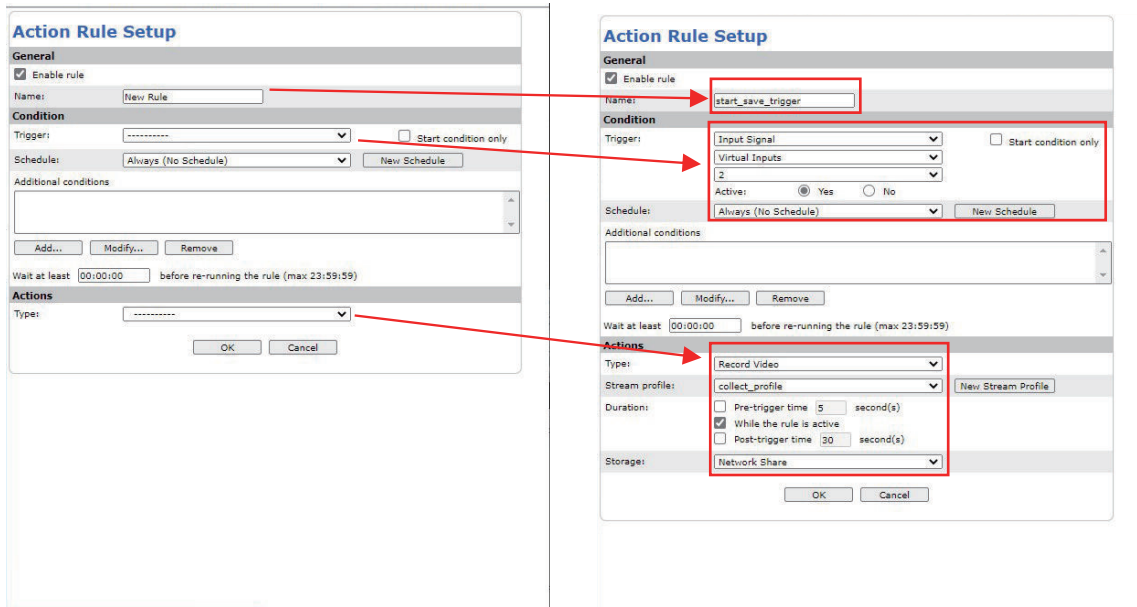 Action Rule Setup
General
Enable rule
Name: New Rule
Condition
Trigger: ---------- Start condition only
Schedule: Always (No Schedule) New Schedule
Additional conditions
Add... Modify... Remove
Wait at least 00:00:00 before re-running the rule (max 23:59:59)
Actions
Type: ----------
OK Cancel
Action Rule Setup
General
Enable rule
Name: start_save_trigger
Condition
Trigger: Input Signal Start condition only
Virtual Inputs
2
Active: Yes No
Schedule: Always (No Schedule) New Schedule
Additional conditions
Add... Modify... Remove
Wait at least 00:00:00 before re-running the rule (max 23:59:59)
Actions
Type: Record Video
Stream profile: collect_profile New Stream Profile
Duration: Pre-trigger time 5 second(s)
While the rule is active
Post-trigger time 30 second(s)
Storage: Network Share
OK Cancel